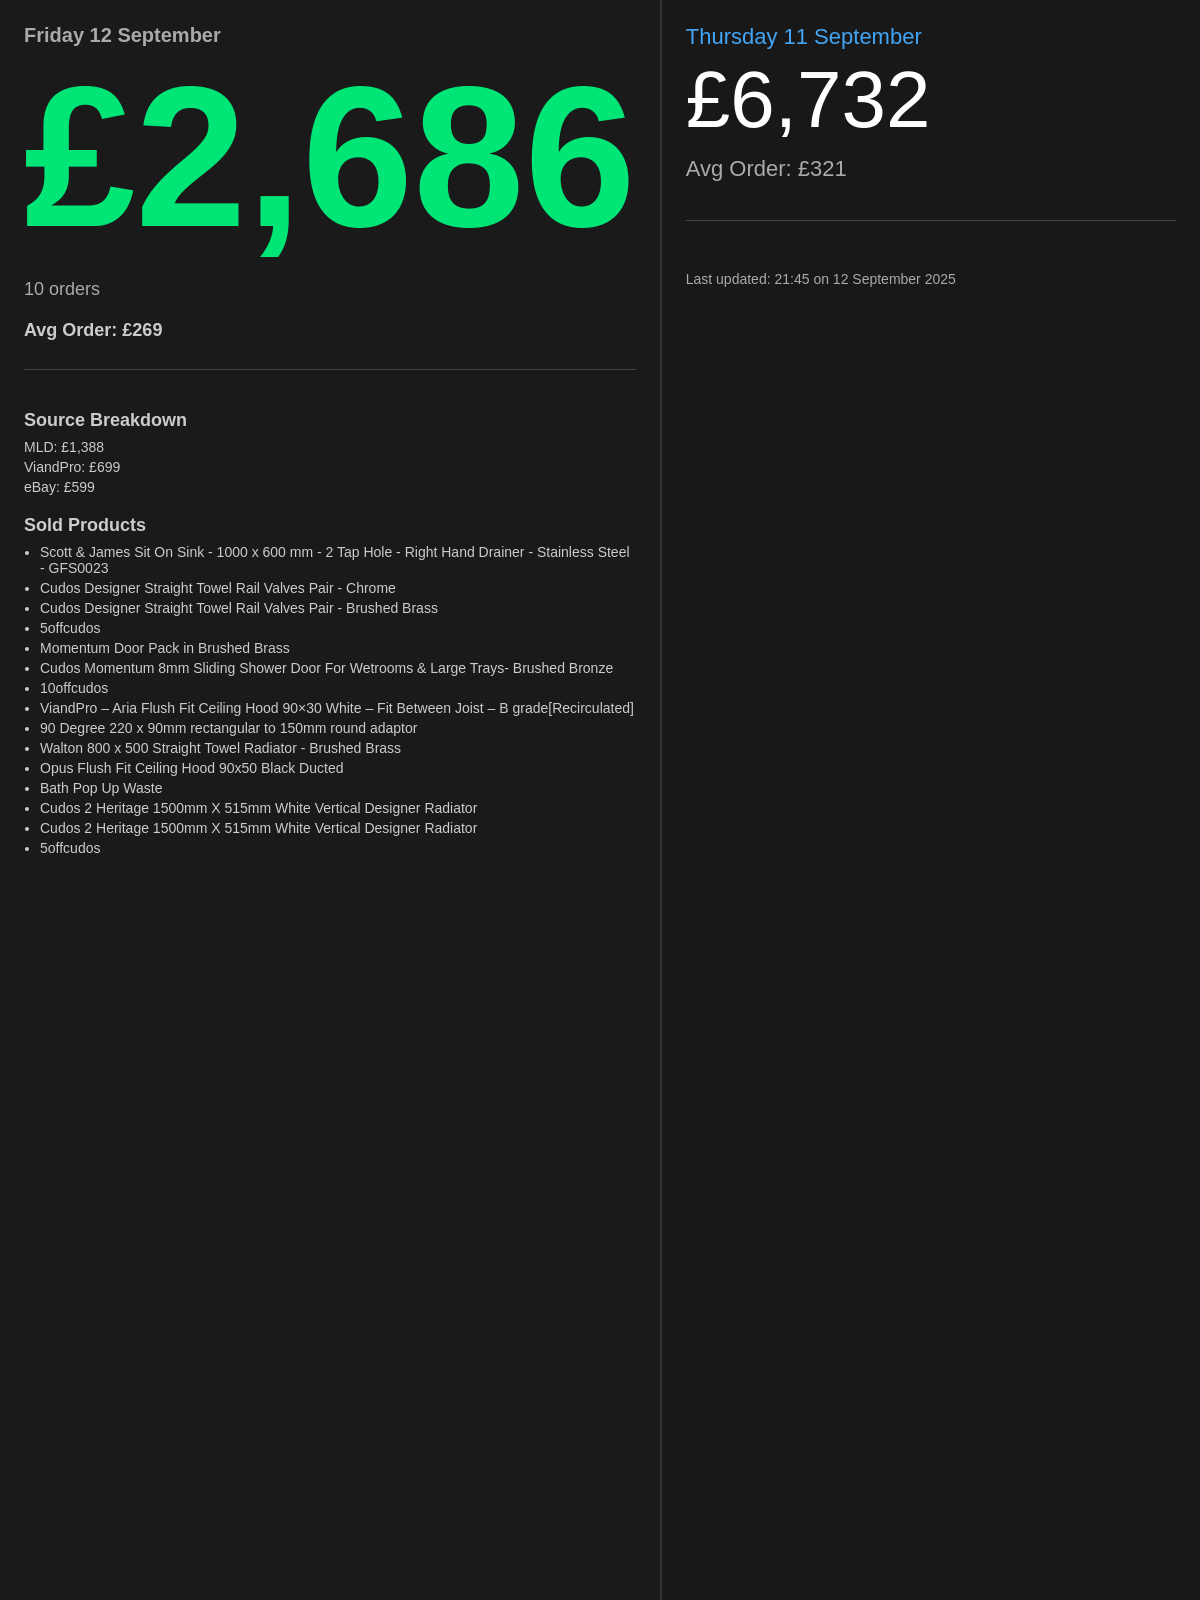 Friday 12 September
£2,686
10 orders
Avg Order: £269
Source Breakdown
MLD: £1,388
ViandPro: £699
eBay: £599
Sold Products
• Scott & James Sit On Sink - 1000 x 600 mm - 2 Tap Hole - Right Hand Drainer - Stainless Steel
- GFS0023
• Cudos Designer Straight Towel Rail Valves Pair - Chrome
• Cudos Designer Straight Towel Rail Valves Pair - Brushed Brass
• 5offcudos
• Momentum Door Pack in Brushed Brass
• Cudos Momentum 8mm Sliding Shower Door For Wetrooms & Large Trays- Brushed Bronze
• 10offcudos
• ViandPro – Aria Flush Fit Ceiling Hood 90×30 White – Fit Between Joist – B grade[Recirculated]
• 90 Degree 220 x 90mm rectangular to 150mm round adaptor
• Walton 800 x 500 Straight Towel Radiator - Brushed Brass
• Opus Flush Fit Ceiling Hood 90x50 Black Ducted
• Bath Pop Up Waste
• Cudos 2 Heritage 1500mm X 515mm White Vertical Designer Radiator
• Cudos 2 Heritage 1500mm X 515mm White Vertical Designer Radiator
• 5offcudos
Thursday 11 September
£6,732
Avg Order: £321
Last updated: 21:45 on 12 September 2025